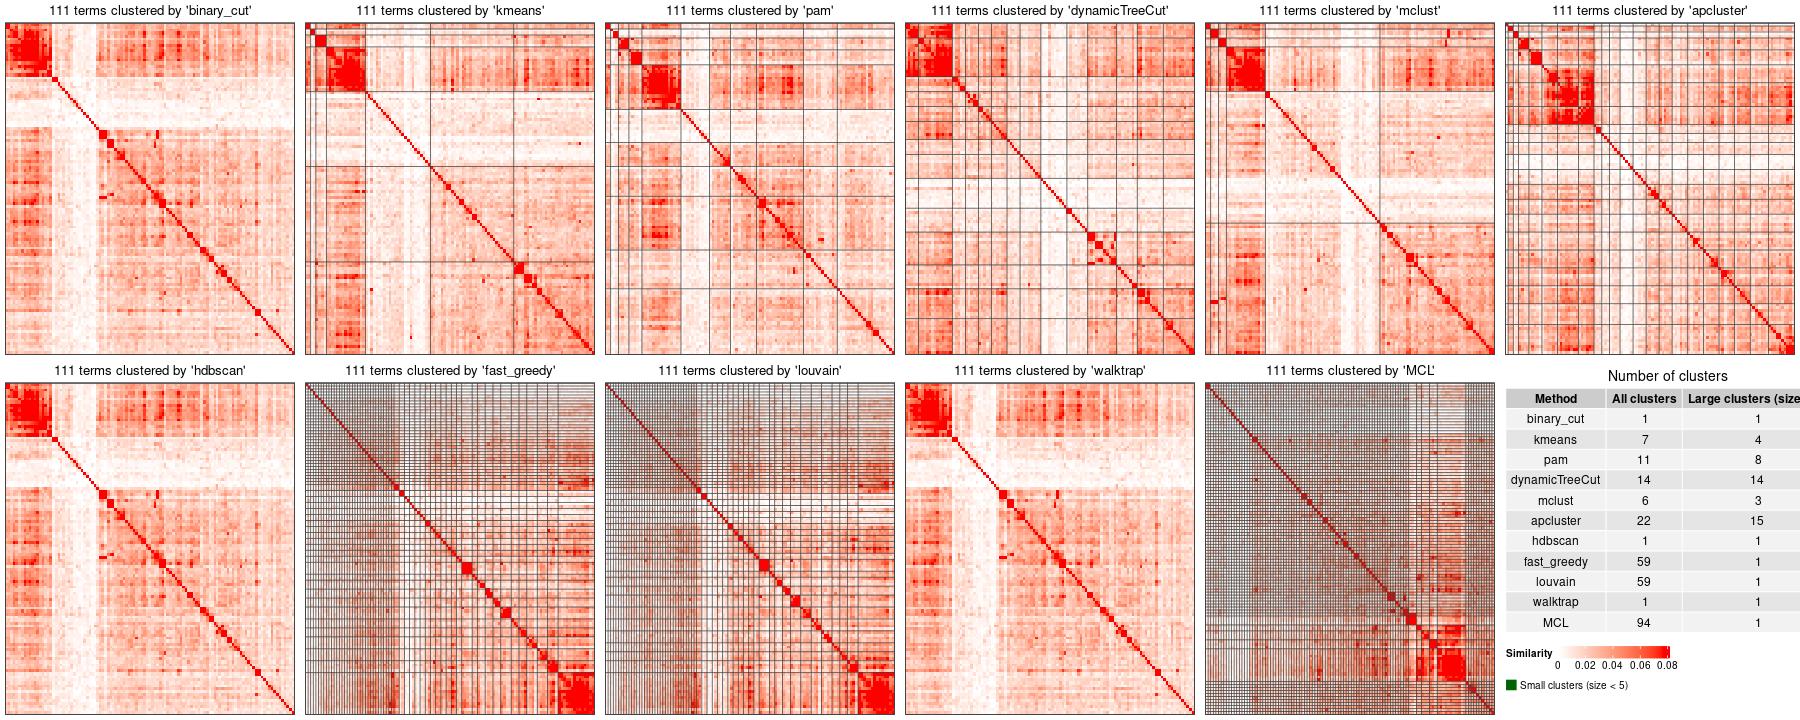 111 terms clustered by 'binary_cut'
111 terms clustered by 'kmeans'
111 terms clustered by 'pam'
111 terms clustered by 'dynamicTreeCut'
111 terms clustered by 'mclust'
111 terms clustered by 'apcluster'
111 terms clustered by 'hdbscan'
111 terms clustered by 'fast_greedy'
111 terms clustered by 'louvain'
111 terms clustered by 'walktrap'
111 terms clustered by 'MCL'
Number of clusters
Method All clusters Large clusters (size
binary_cut 1 1
kmeans 7 4
pam 11 8
dynamicTreeCut 14 14
mclust 6 3
apcluster 22 15
hdbscan 1 1
fast_greedy 59 1
louvain 59 1
walktrap 1 1
MCL 94 1
Similarity
0 0.02 0.04 0.06 0.08
Small clusters (size < 5)